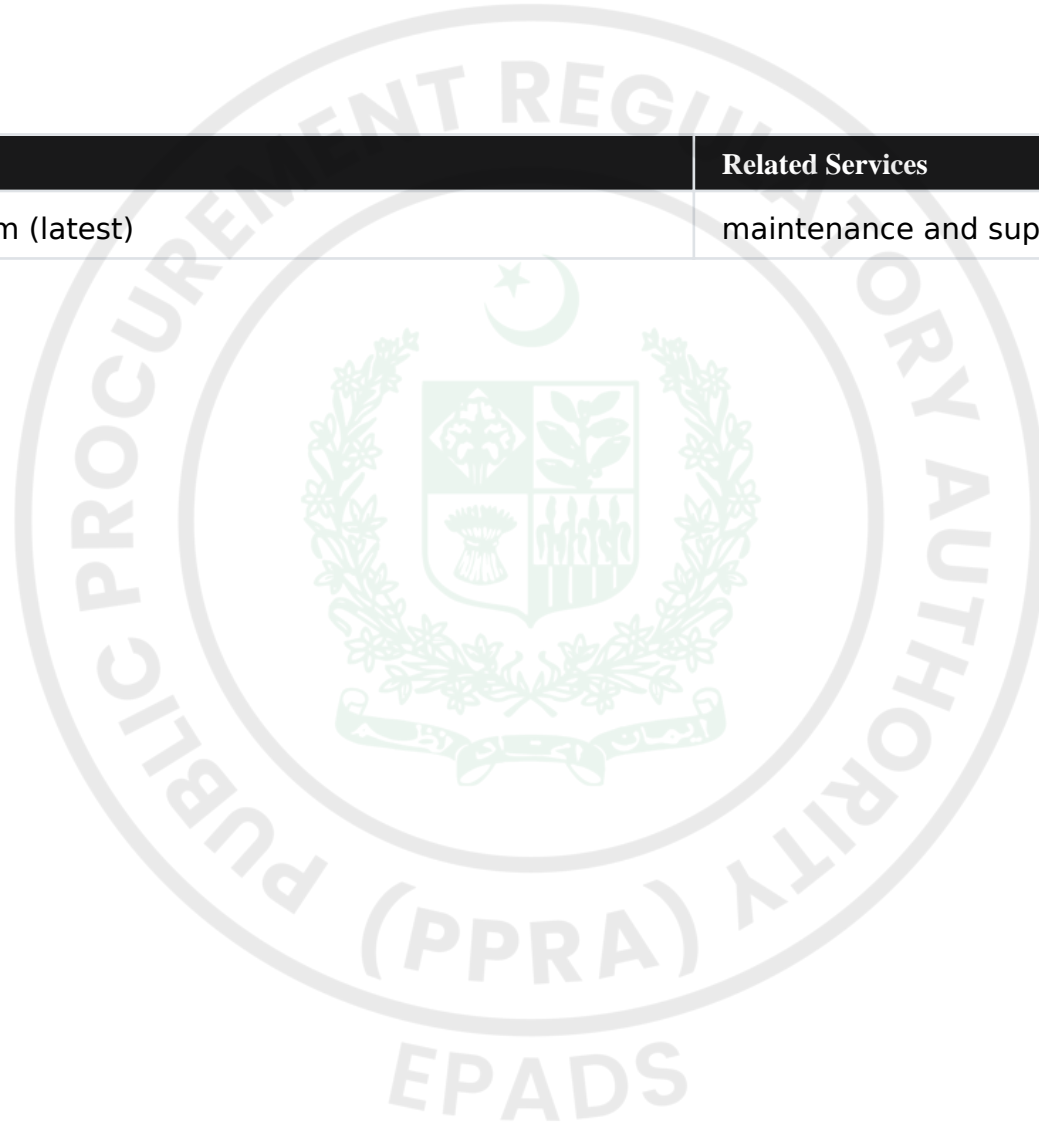 Related Services
m (latest)
maintenance and sup
PUBLIC PROCUREMENT REGULATORY AUTHORITY
(PPRA)
EPADS